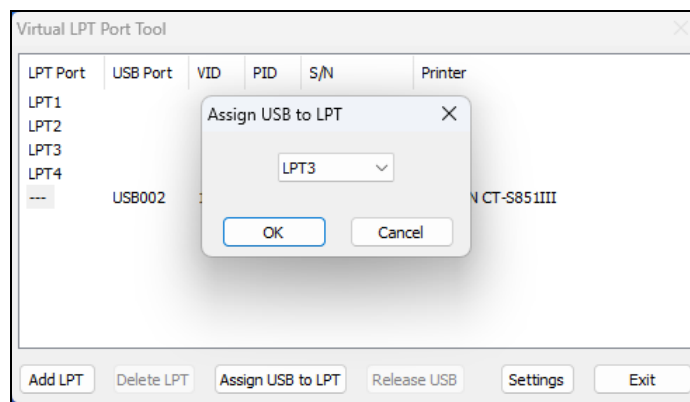 Virtual LPT Port Tool
LPT Port USB Port VID PID S/N Printer
LPT1
LPT2
LPT3
LPT4
--- USB002 N CT-S851III
Assign USB to LPT
LPT3
OK Cancel
Add LPT Delete LPT Assign USB to LPT Release USB Settings Exit